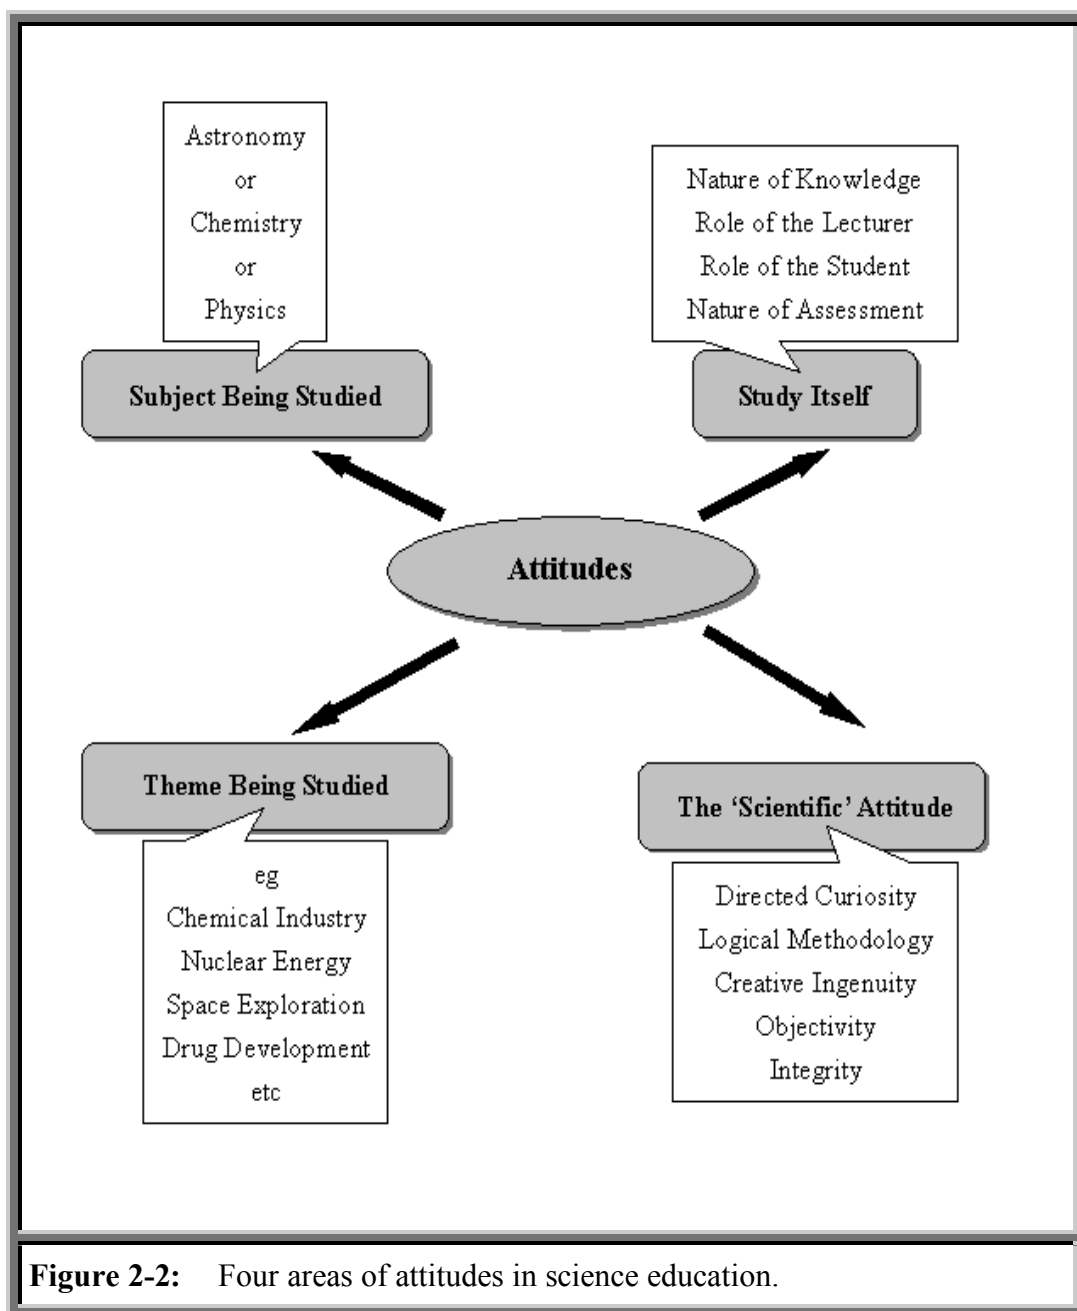 Astronomy
or
Chemistry
or
Physics
Subject Being Studied
Nature of Knowledge
Role of the Lecturer
Role of the Student
Nature of Assessment
Study Itself
Attitudes
Theme Being Studied
eg
Chemical Industry
Nuclear Energy
Space Exploration
Drug Development
etc
The ‘Scientific’ Attitude
Directed Curiosity
Logical Methodology
Creative Ingenuity
Objectivity
Integrity
Figure 2-2: Four areas of attitudes in science education.